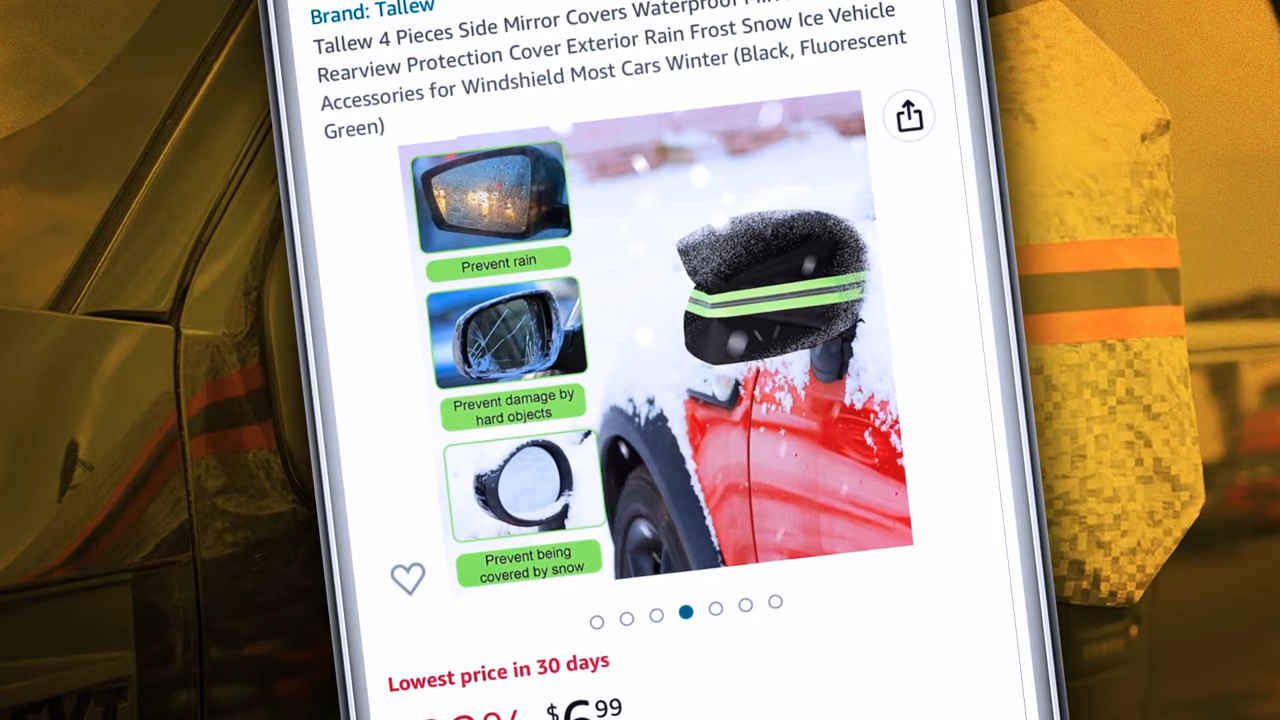 Brand: Tallew
Tallew 4 Pieces Side Mirror Covers Waterproof
Rearview Protection Cover Exterior Rain Frost Snow Ice Vehicle
Accessories for Windshield Most Cars Winter (Black, Fluorescent
Green)
Prevent rain
Prevent damage by
hard objects
Prevent being
covered by snow
Lowest price in 30 days
$6.99